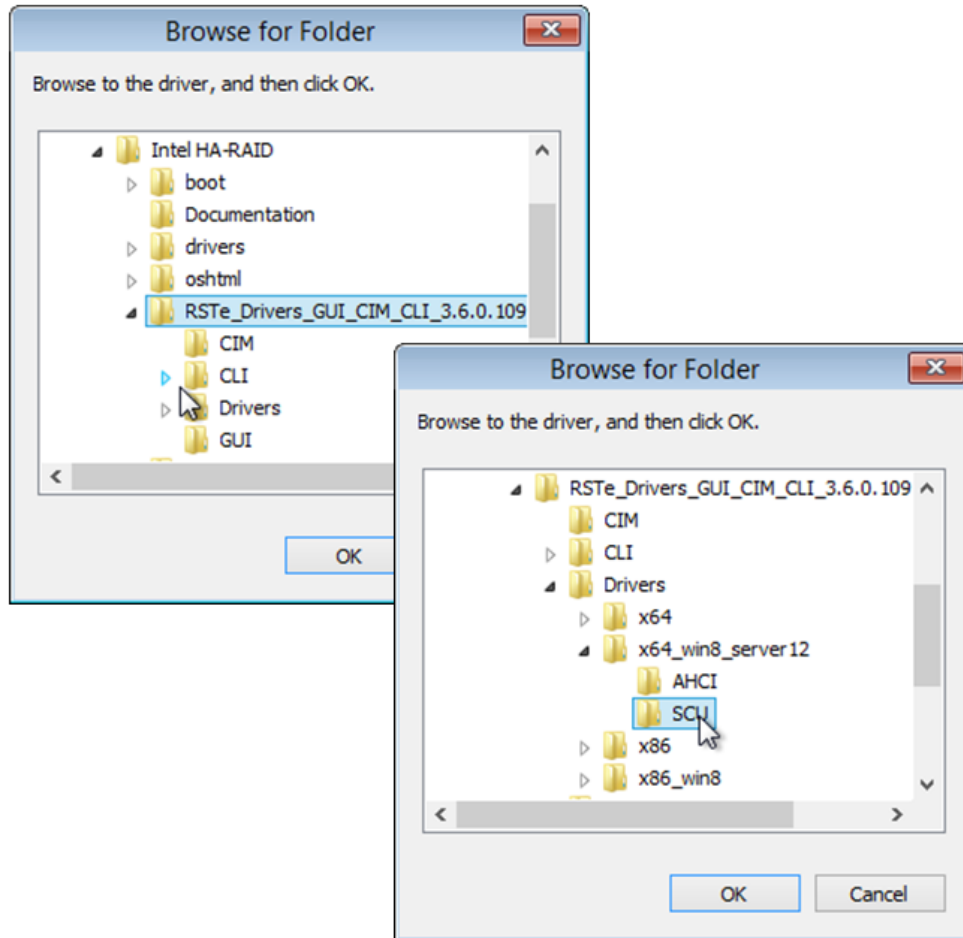 Browse for Folder
Browse to the driver, and then click OK.
Intel HA-RAID
boot
Documentation
drivers
oshtml
RSTe_Drivers_GUI_CIM_CLI_3.6.0.109
CIM
CLI
Drivers
GUI
OK
Browse for Folder
Browse to the driver, and then click OK.
RSTe_Drivers_GUI_CIM_CLI_3.6.0.109
CIM
CLI
Drivers
x64
x64_win8_server12
AHCI
SCU
x86
x86_win8
OK Cancel